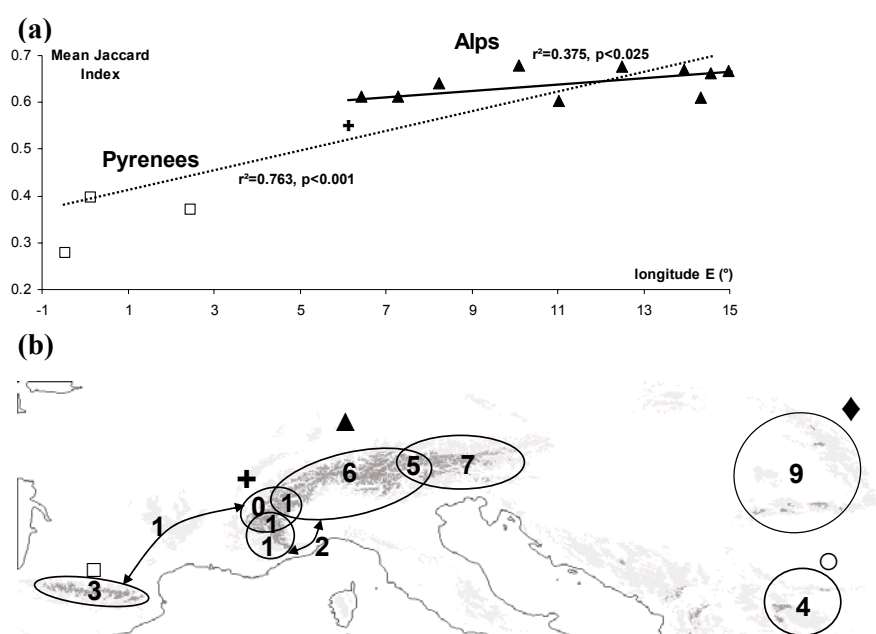 (a)
0.7
Mean Jaccard
Index
Alps
r²=0.375, p<0.025
0.6
0.5
Pyrenees
r²=0.763, p<0.001
0.4
0.3
longitude E (°)
0.2
-1 1 3 5 7 9 11 13 15
(b)
6 5 7
9
0 1
1
1
1 2
3
4